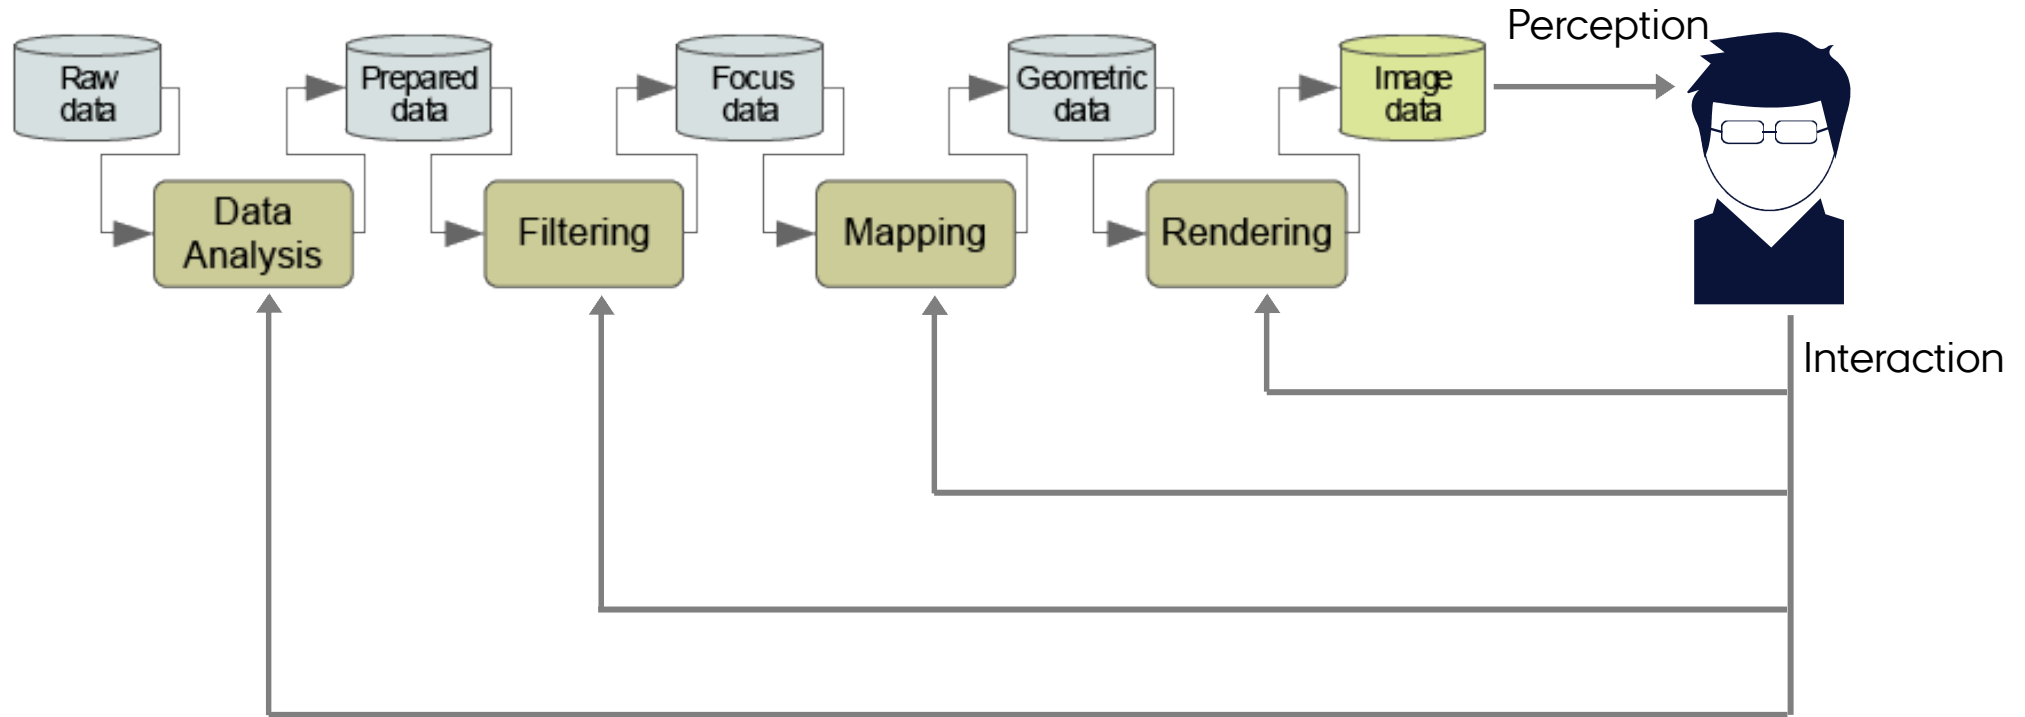 Perception
Raw
data
Prepared
data
Focus
data
Geometric
data
Image
data
Data
Analysis
Filtering
Mapping
Rendering
Interaction